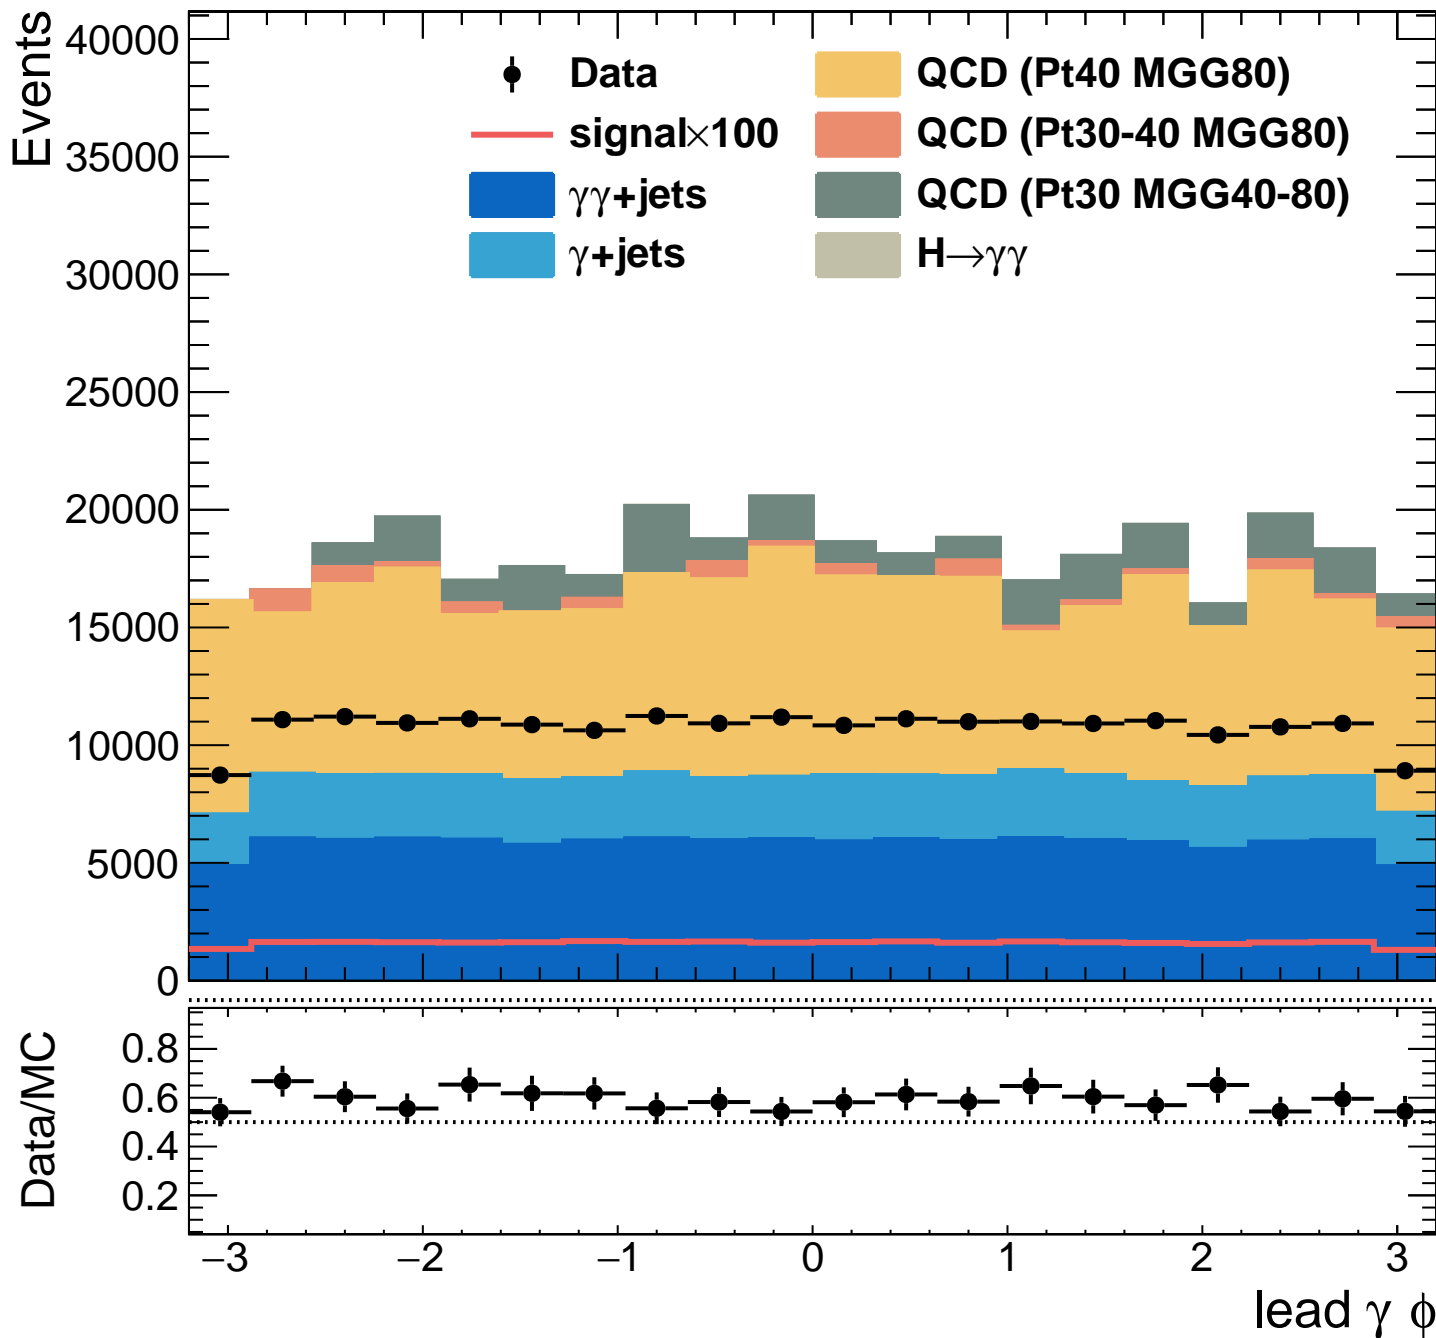 Events
40000
35000
30000
25000
20000
15000
10000
5000
0
Data
signal×100
γγ+jets
γ+jets
QCD (Pt40 MGG80)
QCD (Pt30-40 MGG80)
QCD (Pt30 MGG40-80)
H→γγ
Data/MC
0.8
0.6
0.4
0.2
−3 −2 −1 0 1 2 3
lead γ ϕ